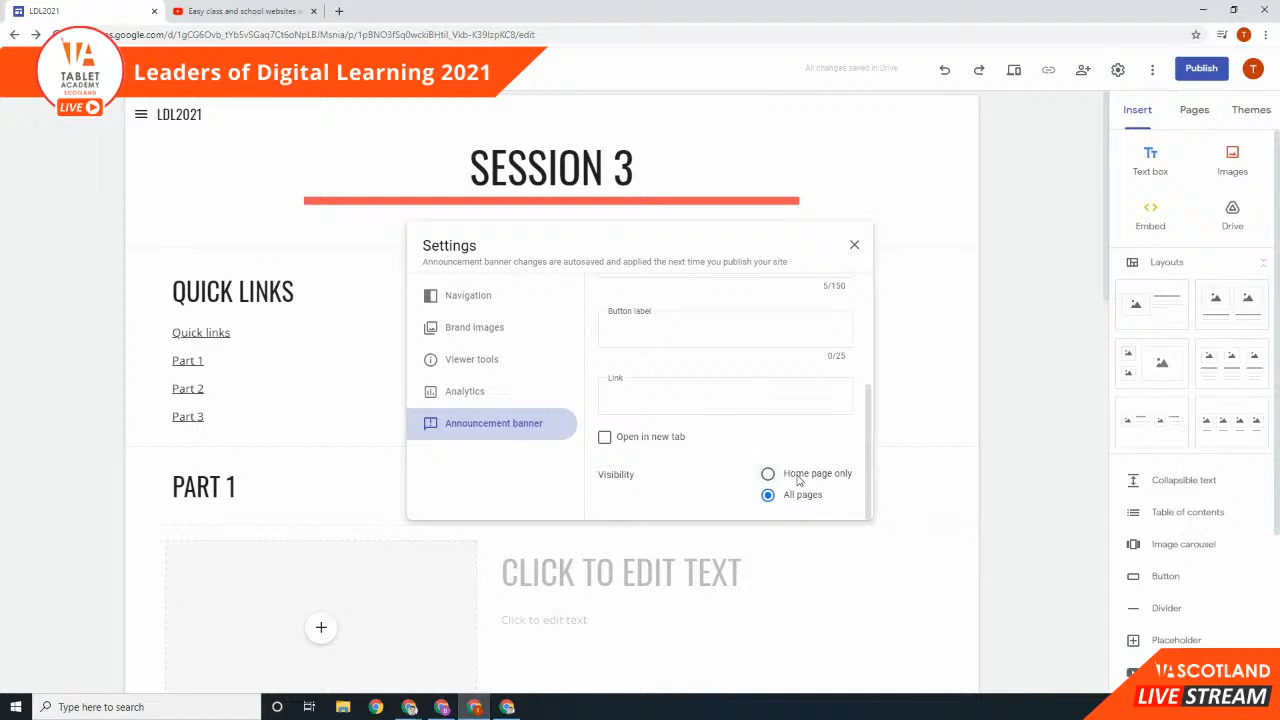 LDL2021
Easy class and school websites w
s.google.com/d/
/edit
TABLET
ACADEMY
SCOTLAND
LIVE
Leaders of Digital Learning 2021
All changes saved in Drive
Publish
T
LDL2021
SESSION 3
Insert
Pages
Themes
Text box
Images
Embed
Drive
Layouts
QUICK LINKS
Quick links
Part 1
Part 2
Part 3
PART 1
Settings
Announcement banner changes are autosaved and applied the next time you publish your site
Navigation
Brand images
Viewer tools
Analytics
Announcement banner
5/150
Button label
0/25
Link
Open in new tab
Visibility
Home page only
All pages
CLICK TO EDIT TEXT
Click to edit text
Collapsible text
Table of contents
Image carousel
Button
Divider
Placeholder
TA SCOTLAND
LIVE STREAM
Type here to search